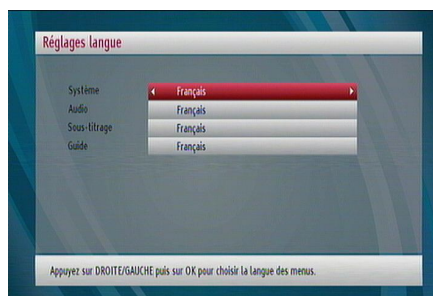 Réglages langue
Système Français
Audio Français
Sous-titrage Français
Guide Français
Appuyez sur DROITE/GAUCHE puis sur OK pour choisir la langue des menus.